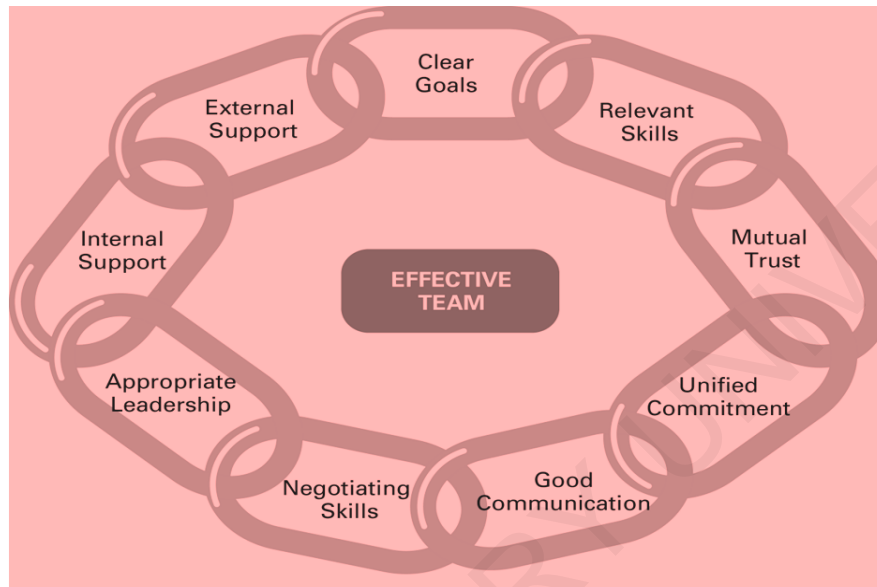 Clear
Goals
Relevant
Skills
Mutual
Trust
Unified
Commitment
Good
Communication
Negotiating
Skills
Appropriate
Leadership
Internal
Support
External
Support
EFFECTIVE
TEAM